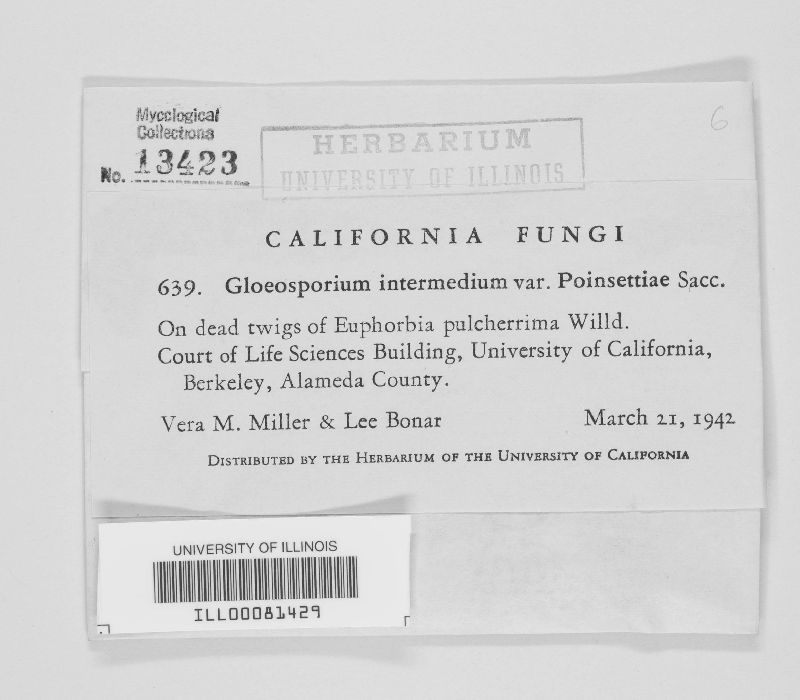 Mycological
Collections
No. 13423
HERBARIUM
UNIVERSITY OF ILLINOIS
6
CALIFORNIA FUNGI
639. Gloeosporium intermedium var. Poinsettiae Sacc.
On dead twigs of Euphorbia pulcherrima Willd.
Court of Life Sciences Building, University of California,
Berkeley, Alameda County.
Vera M. Miller & Lee Bonar March 21, 1942
DISTRIBUTED BY THE HERBARIUM OF THE UNIVERSITY OF CALIFORNIA
UNIVERSITY OF ILLINOIS
ILL00081429